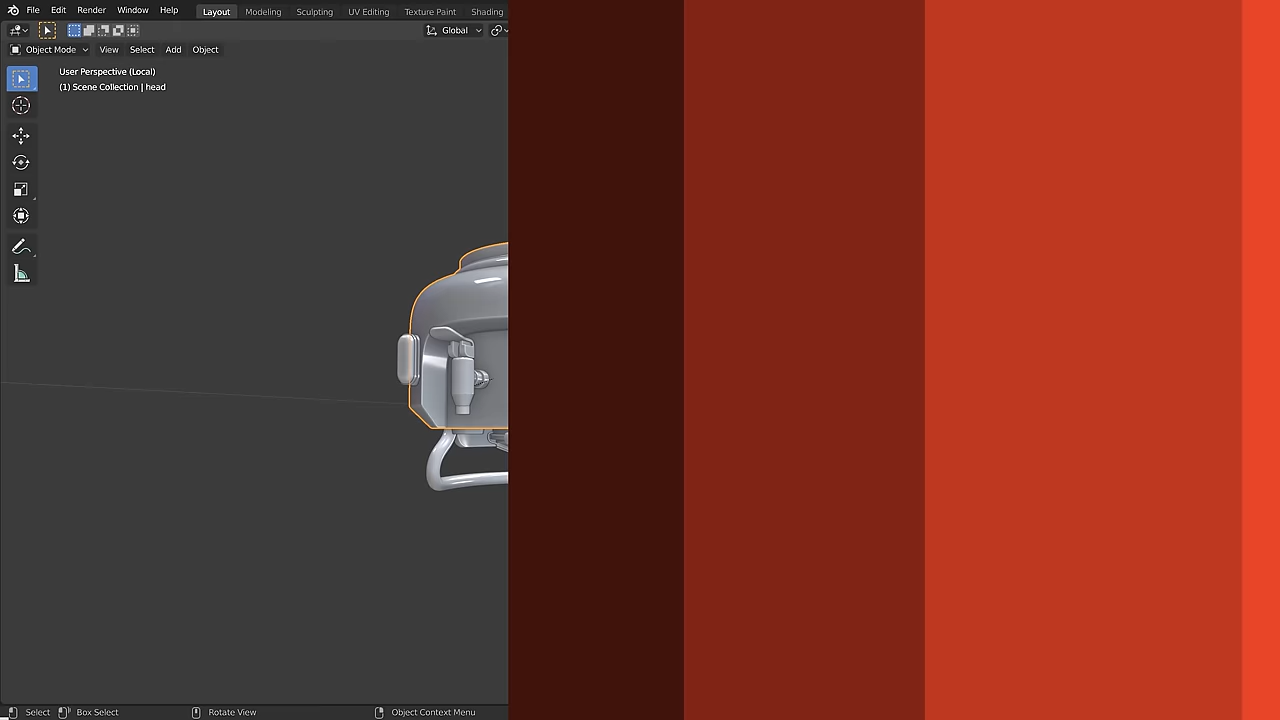 File Edit Render Window Help Layout Modeling Sculpting UV Editing Texture Paint Shading
Global
Object Mode View Select Add Object
User Perspective (Local)
(1) Scene Collection | head
Select Box Select Rotate View Object Context Menu